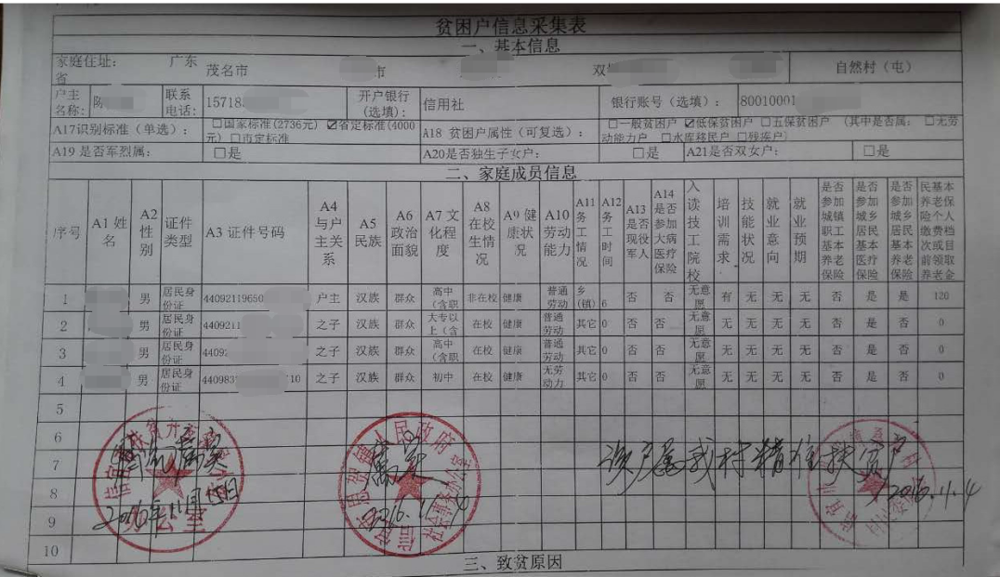 贫困户信息采集表
一、基本信息
家庭住址： 广东省 茂名市 市 双 自然村（屯）
户主名称： 陈 联系电话： 15718 开户银行（选填）： 信用社 银行账号（选填）： 80010001
A17识别标准（单选）： □国家标准(2736元) ☑省定标准(4000元) □市定标准 A18 贫困户属性（可复选）： □一般贫困户 ☑低保贫困户 □五保贫困户 （其中是否属： □无劳动能力户 □水库移民户 □残疾户）
A19 是否军烈属： □是 A20是否独生子女户： □是 A21是否双女户： □是
二、家庭成员信息
序号 A1 姓名 A2 性别 证件类型 A3 证件号码 A4 与户主关系 A5 民族 A6 政治面貌 A7 文化程度 A8 在校生情况 A9 健康状况 A10 劳动能力 A11 务工情况 A12 务工时间 A13 是否现役军人 A14 是否参加大病医疗保险 入读技工院校 培训需求 技能状况 就业意向 就业预期 是否参加城镇职工基本养老保险 是否参加城乡居民基本医疗保险 是否参加城乡居民基本养老保险 民基本养老保险个人缴费档次或目前领取养老金
1 男 居民身份证 44092119650 户主 汉族 群众 高中（含职 非在校 健康 普通劳动 乡（镇） 6 否 否 无意愿 有 无 无 无 否 是 是 120
2 男 居民身份证 4409211 之子 汉族 群众 大专以上（含 在校 健康 普通劳动 其它 0 否 否 无意愿 无 无 无 无 否 是 否 0
3 男 居民身份证 44092 之子 汉族 群众 高中（含职 在校 健康 普通劳动 其它 0 否 否 无意愿 无 无 无 无 否 是 否 0
4 男 居民身份证 44098 10 之子 汉族 群众 初中 在校 健康 无劳动力 其它 0 否 否 无意愿 无 无 无 无 否 是 否 0
5
6
7 情况属实 属实 该户属我村精准扶贫户
8
2016年11月 日 2016.11.4 2016.11.4
9
10
三、致贫原因